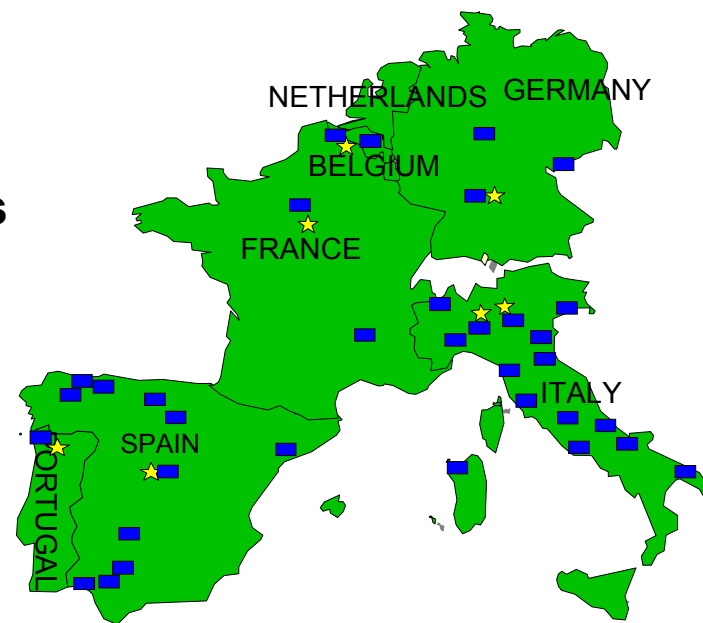 NETHERLANDS
GERMANY
BELGIUM
s
FRANCE
ITALY
SPAIN
PORTUGAL